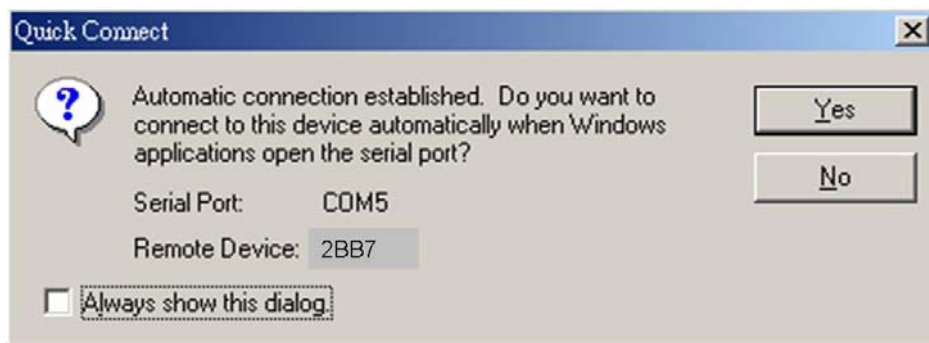 Quick Connect
Automatic connection established. Do you want to
connect to this device automatically when Windows
applications open the serial port?
Yes
No
Serial Port: COM5
Remote Device: 2BB7
Always show this dialog.